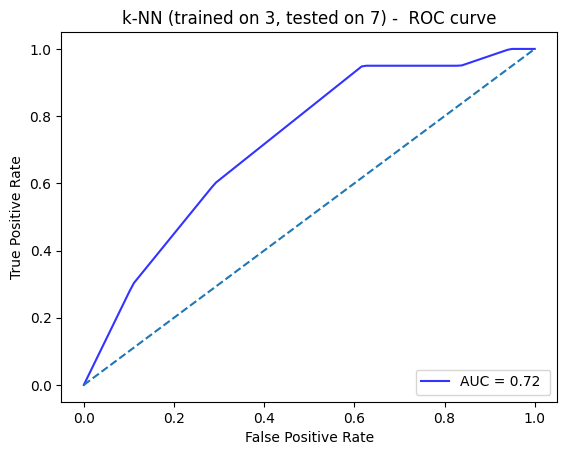 k-NN (trained on 3, tested on 7) -  ROC curve
True Positive Rate
1.0
0.8
0.6
0.4
0.2
0.0
AUC = 0.72
0.0 0.2 0.4 0.6 0.8 1.0
False Positive Rate